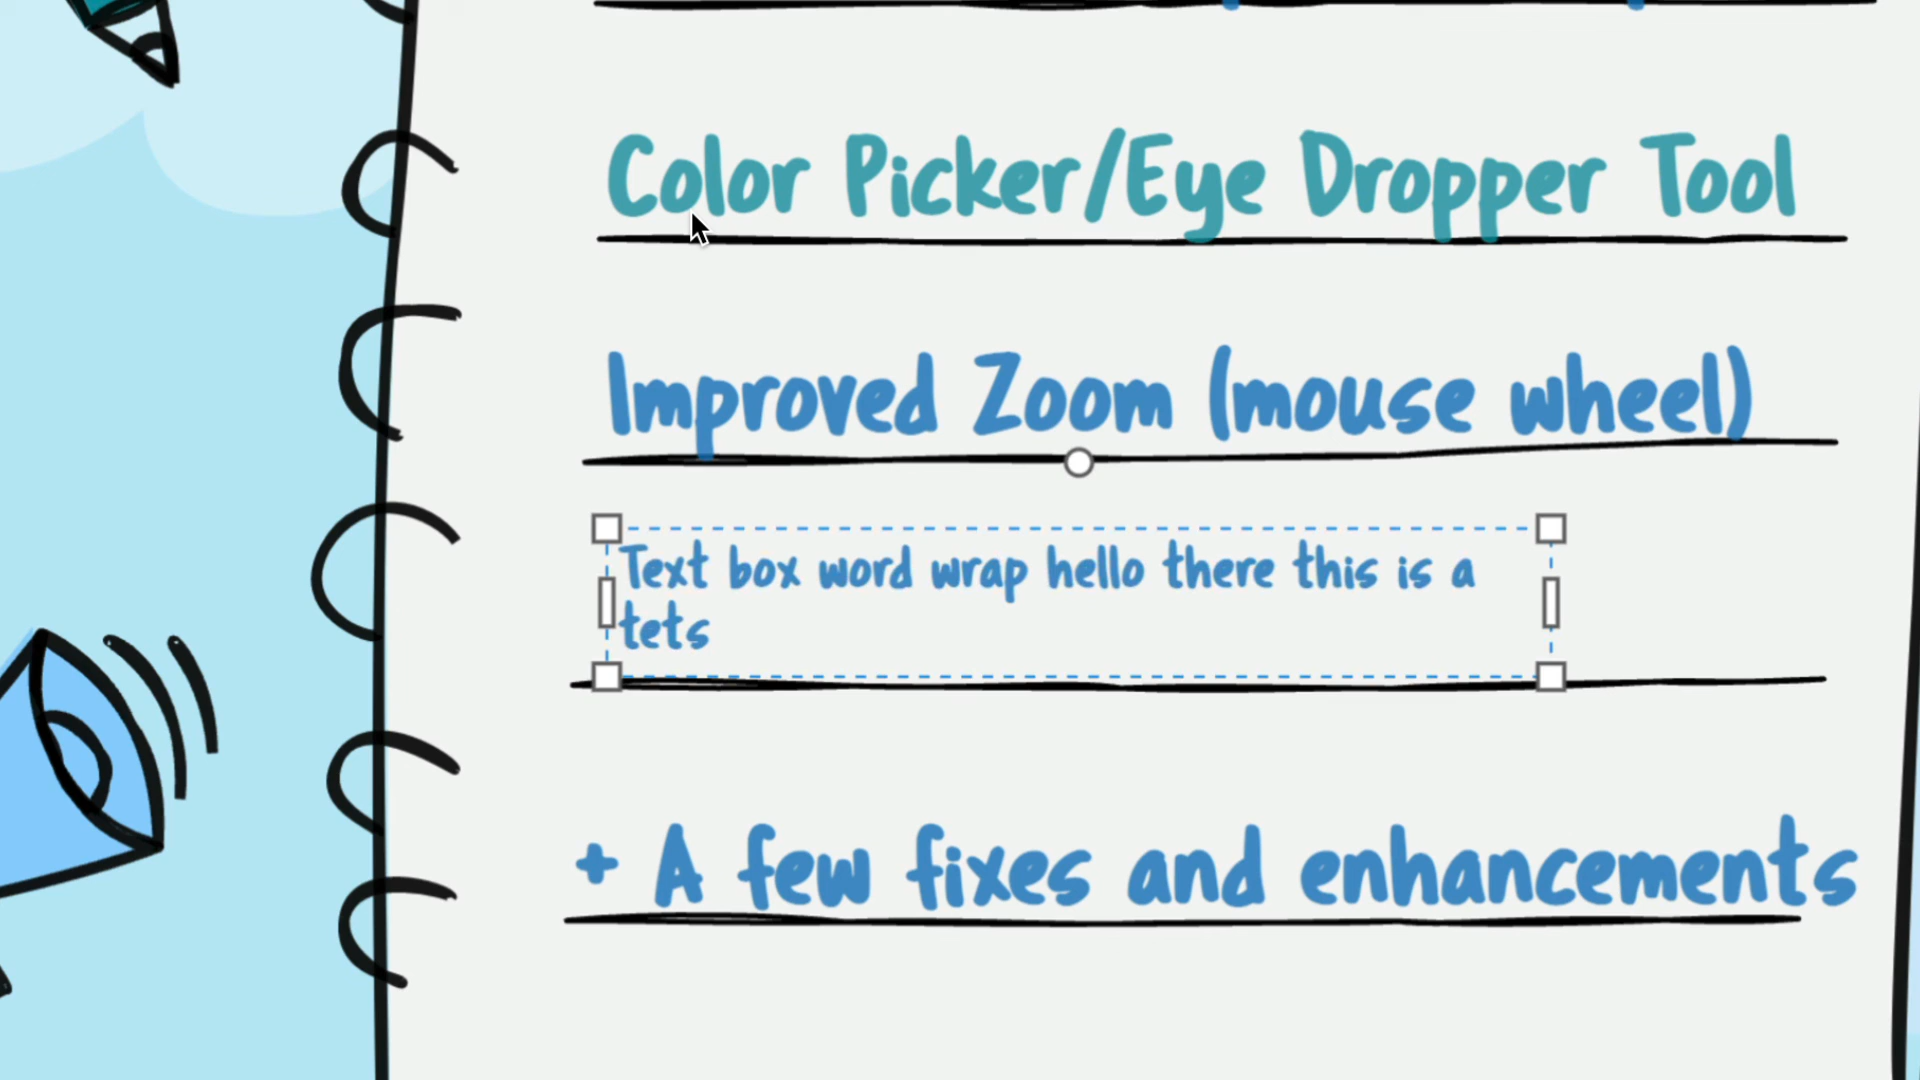 Color Picker/Eye Dropper Tool
Improved Zoom (mouse wheel)
Text box word wrap hello there this is a
tets
+ A few fixes and enhancements